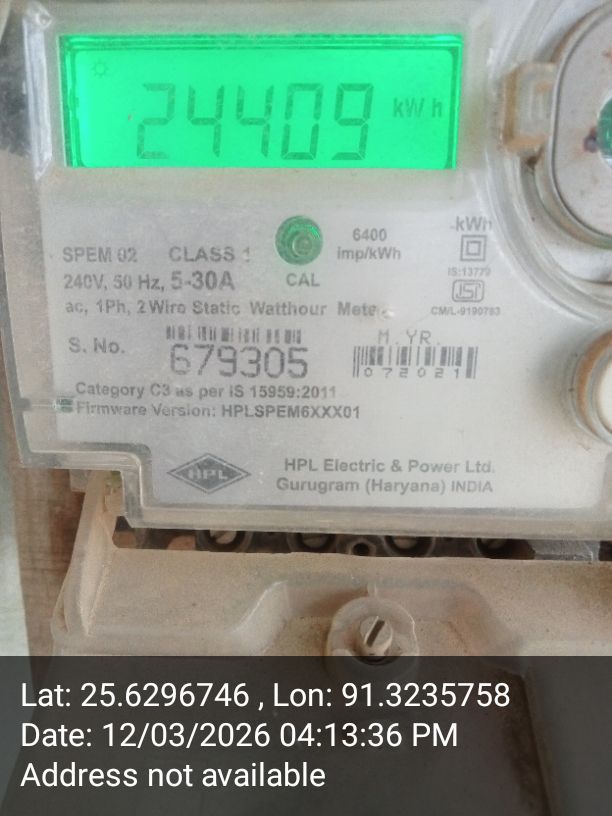 24409 kWh
SPEM 02 CLASS 1
6400 imp/kWh
-kWh
240V, 50 Hz, 5-30A
CAL
IS:13779
ac, 1Ph, 2 Wire Static Watthour Meter
CM/L-9190783
S. No. 679305
M.YR.
072021
Category C3 as per IS 15959:2011
Firmware Version: HPLSPEM6XXX01
HPL
HPL Electric & Power Ltd.
Gurugram (Haryana) INDIA
Lat: 25.6296746 , Lon: 91.3235758
Date: 12/03/2026 04:13:36 PM
Address not available